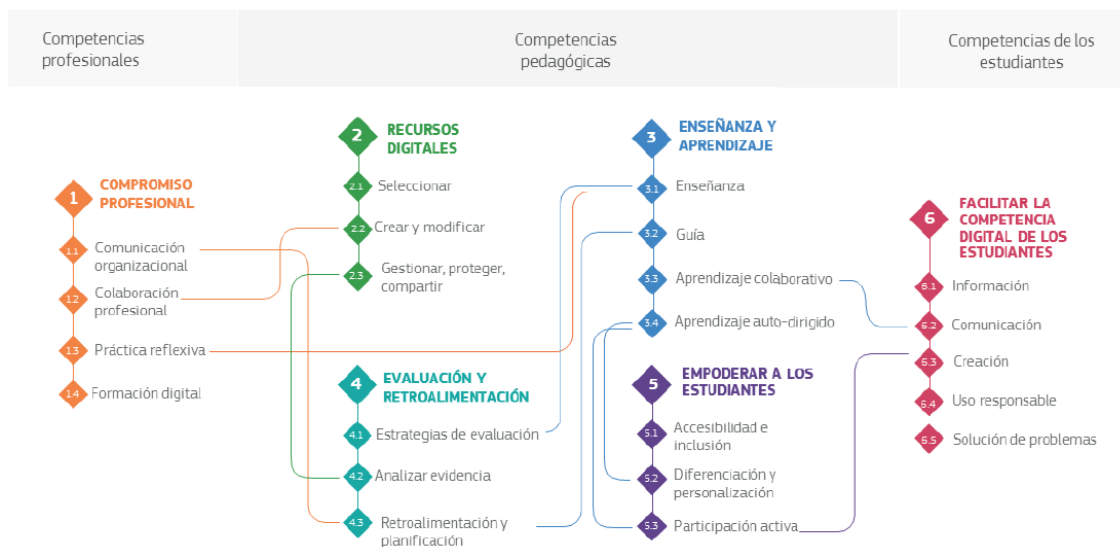 Competencias
profesionales
Competencias
pedagógicas
Competencias de los
estudiantes
1
COMPROMISO
PROFESIONAL
1.1
Comunicación
organizacional
1.2
Colaboración
profesional
1.3
Práctica reflexiva
1.4
Formación digital
2
RECURSOS
DIGITALES
2.1
Seleccionar
2.2
Crear y modificar
2.3
Gestionar, proteger,
compartir
4
EVALUACIÓN Y
RETROALIMENTACIÓN
4.1
Estrategias de evaluación
4.2
Analizar evidencia
4.3
Retroalimentación y
planificación
3
ENSEÑANZA Y
APRENDIZAJE
3.1
Enseñanza
3.2
Guía
3.3
Aprendizaje colaborativo
3.4
Aprendizaje auto-dirigido
5
EMPODERAR A LOS
ESTUDIANTES
5.1
Accesibilidad e
inclusión
5.2
Diferenciación y
personalización
5.3
Participación activa
6
FACILITAR LA
COMPETENCIA
DIGITAL DE LOS
ESTUDIANTES
6.1
Información
6.2
Comunicación
6.3
Creación
6.4
Uso responsable
6.5
Solución de problemas